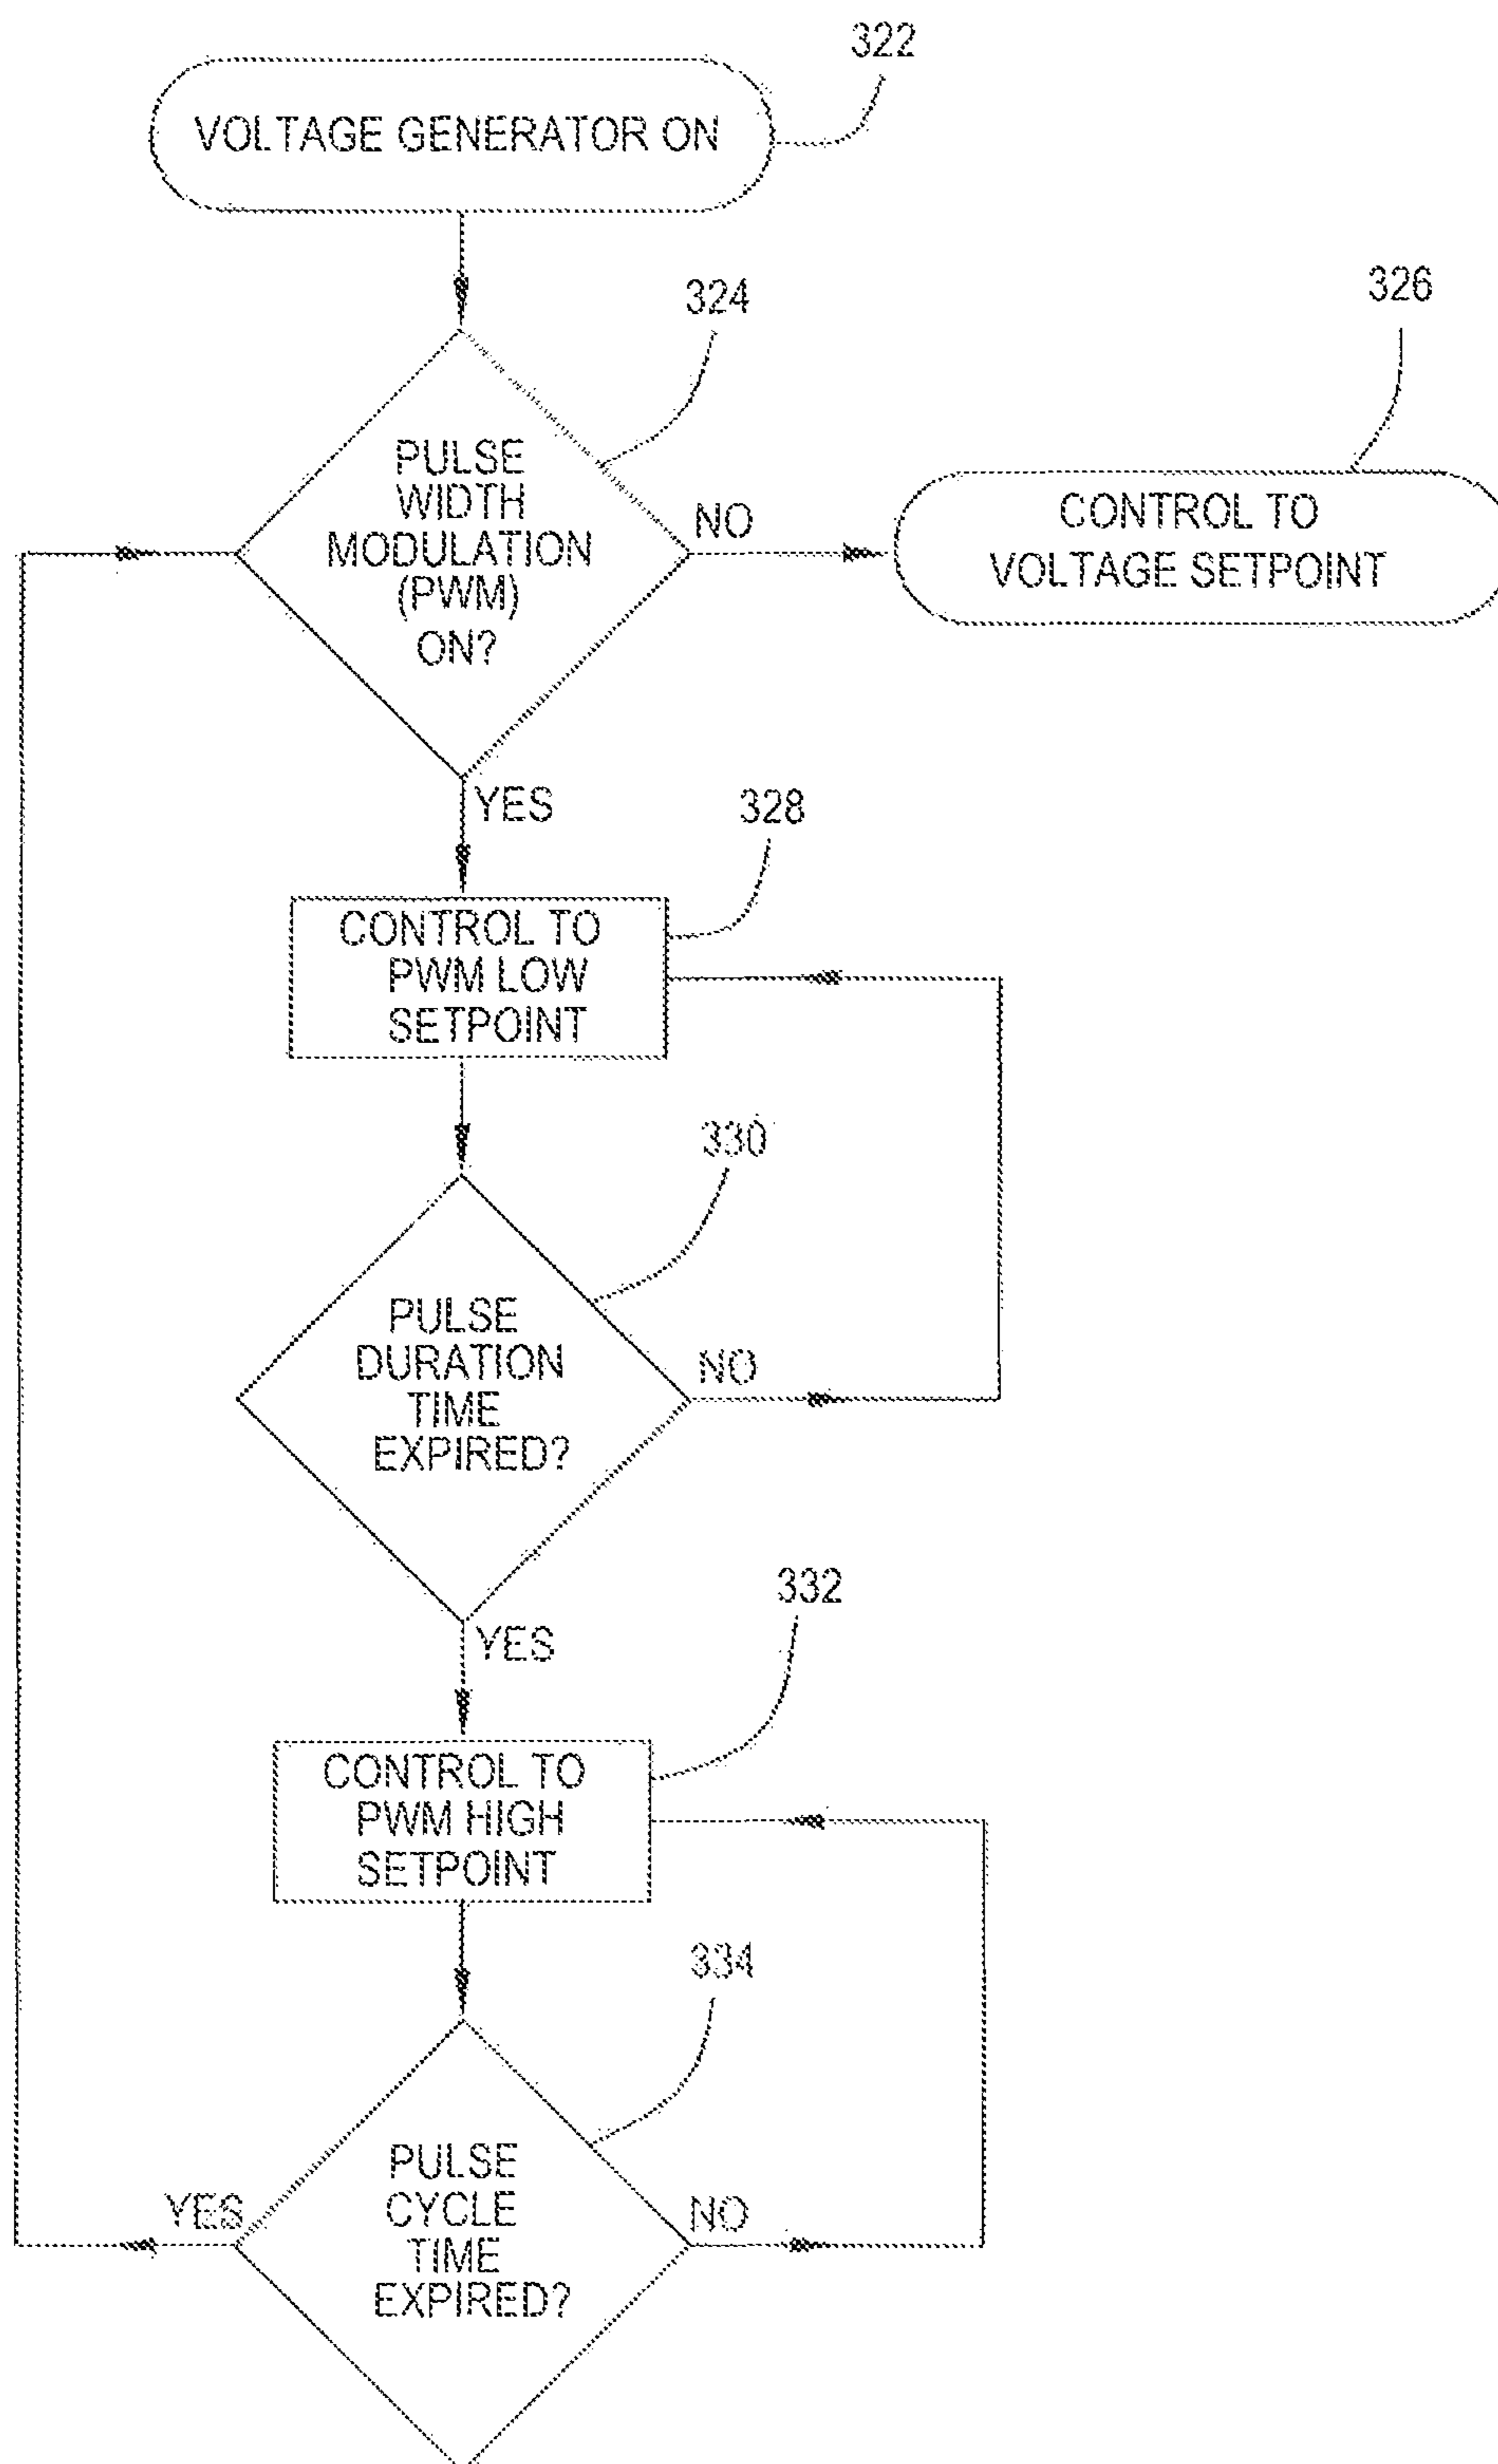 322
VOLTAGE GENERATOR ON
324
326
PULSE
WIDTH
MODULATION
(PWM)
ON?
NO
CONTROL TO
VOLTAGE SETPOINT
YES
328
CONTROL TO
PWM LOW
SETPOINT
330
PULSE
DURATION
TIME
EXPIRED?
NO
YES
332
CONTROL TO
PWM HIGH
SETPOINT
334
PULSE
CYCLE
TIME
EXPIRED?
YES
NO